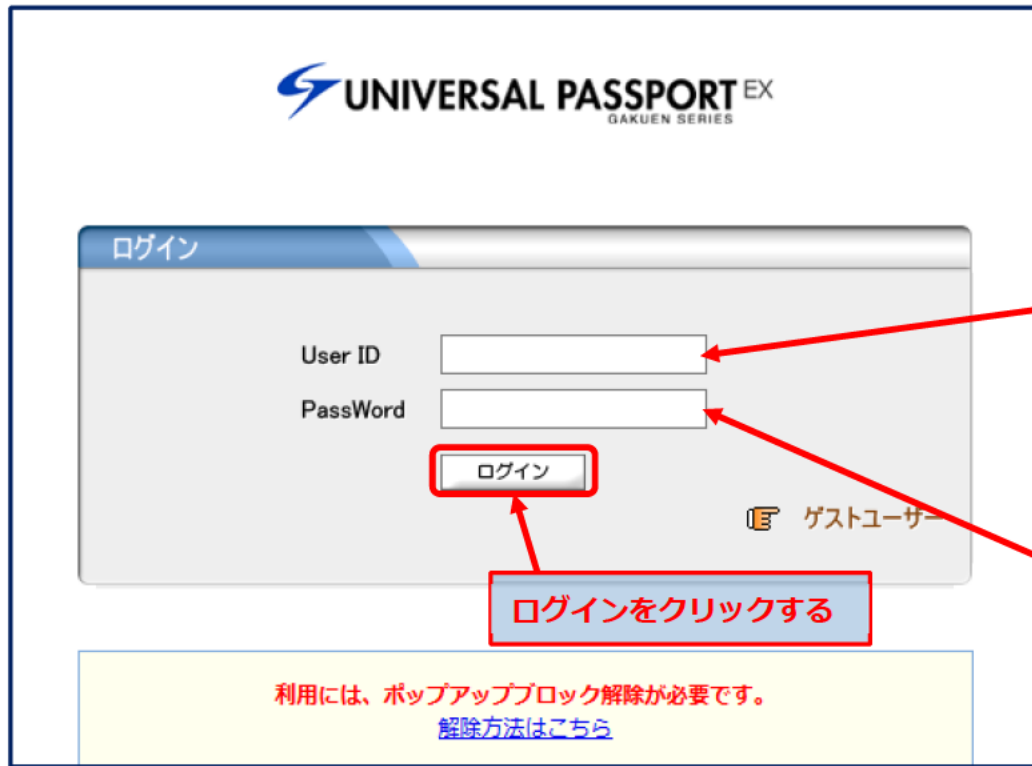 UNIVERSAL PASSPORT EX
GAKUEN SERIES
ログイン
User ID
PassWord
ログイン
ゲストユーザー
ログインをクリックする
利用には、ポップアップブロック解除が必要です。
解除方法はこちら